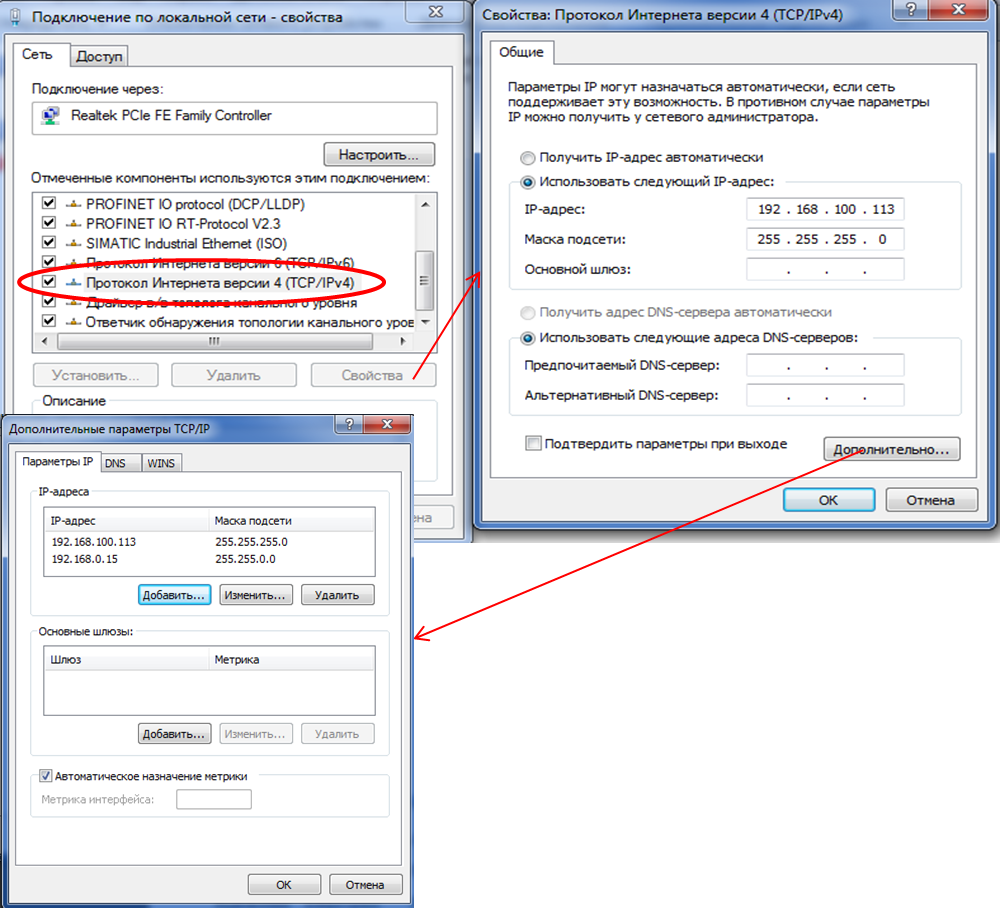 Подключение по локальной сети - свойства
Сеть
Доступ
Подключение через:
Realtek PCIe FE Family Controller
Настроить...
Отмеченные компоненты используются этим подключением:
PROFINET IO protocol (DCP/LLDP)
PROFINET IO RT-Protocol V2.3
SIMATIC Industrial Ethernet (ISO)
Протокол Интернета версии 6 (TCP/IPv6)
Протокол Интернета версии 4 (TCP/IPv4)
Драйвер в/в тополога канального уровня
Ответчик обнаружения топологии канального уров
Установить...
Удалить
Свойства
Описание
Свойства: Протокол Интернета версии 4 (TCP/IPv4)
Общие
Параметры IP могут назначаться автоматически, если сеть
поддерживает эту возможность. В противном случае параметры
IP можно получить у сетевого администратора.
Получить IP-адрес автоматически
Использовать следующий IP-адрес:
IP-адрес: 192 . 168 . 100 . 113
Маска подсети: 255 . 255 . 255 . 0
Основной шлюз: . . .
Получить адрес DNS-сервера автоматически
Использовать следующие адреса DNS-серверов:
Предпочитаемый DNS-сервер: . . .
Альтернативный DNS-сервер: . . .
Подтвердить параметры при выходе
Дополнительно...
OK
Отмена
Дополнительные параметры TCP/IP
Параметры IP
DNS
WINS
IP-адреса
IP-адрес Маска подсети
192.168.100.113 255.255.255.0
192.168.0.15 255.255.0.0
Добавить...
Изменить...
Удалить
Основные шлюзы:
Шлюз Метрика
Добавить...
Изменить...
Удалить
Автоматическое назначение метрики
Метрика интерфейса:
OK
Отмена
на